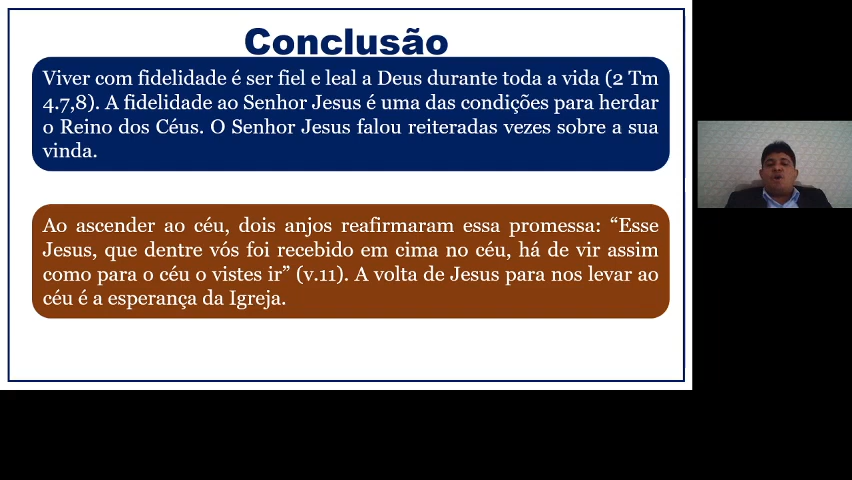 Conclusão
Viver com fidelidade é ser fiel e leal a Deus durante toda a vida (2 Tm
4.7,8). A fidelidade ao Senhor Jesus é uma das condições para herdar
o Reino dos Céus. O Senhor Jesus falou reiteradas vezes sobre a sua
vinda.
Ao ascender ao céu, dois anjos reafirmaram essa promessa: “Esse
Jesus, que dentre vós foi recebido em cima no céu, há de vir assim
como para o céu o vistes ir” (v.11). A volta de Jesus para nos levar ao
céu é a esperança da Igreja.